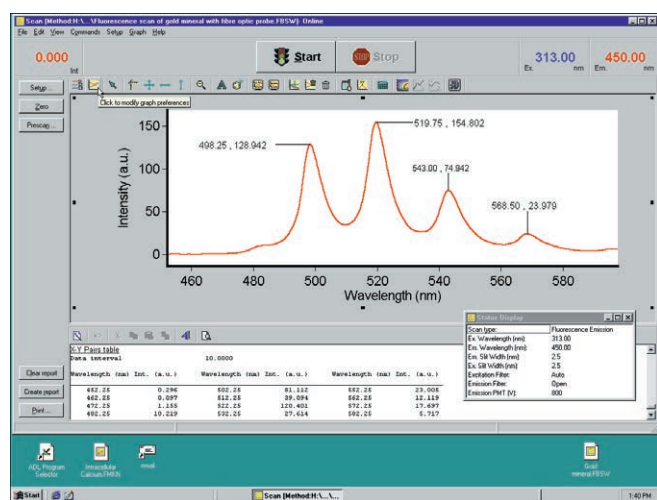 Scan [Method:H:\...\Fluorescence scan of gold mineral with fibre optic probe.FBSW]: Online
File Edit View Commands Setup Graph Help
0.000
Int
Start
Stop
313.00
Ex. nm
450.00
Em. nm
Setup...
Zero
Prescan...
Click to modify graph preferences
Intensity (a.u.)
150
100
50
0
498.25 , 128.942
519.75 , 154.802
543.00 , 74.942
568.50 , 23.979
460 480 500 520 540 560 580
Wavelength (nm)
Status Display
Scan type: Fluorescence Emission
Ex. Wavelength (nm): 313.00
Em. Wavelength (nm): 450.00
Ex. Slit Width (nm): 2.5
Em. Slit Width (nm): 2.5
Excitation Filter: Auto
Emission Filter: Open
Emission PMT (V): 800
X-Y Pairs table
Data interval 10.0000
Wavelength (nm) Int. (a.u.) Wavelength (nm) Int. (a.u.) Wavelength (nm) Int. (a.u.)
452.25 0.296 502.25 81.112 552.25 23.005
462.25 0.097 512.25 39.094 562.25 12.119
472.25 1.155 522.25 120.401 572.25 17.697
482.25 10.219 532.25 27.614 582.25 5.717
Clear report
Create report
Print...
ADL Program
Selector
Intracellular
Calcium.FMKN
Gold
mineral.FBSW
Start
Scan [Method:H:\...\...
1:40 PM